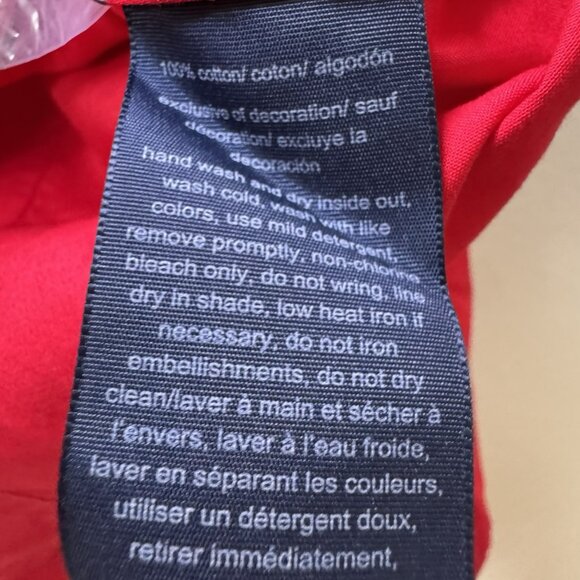 100% cotton/ coton/ algodón
exclusive of decoration/ sauf
décoration/ excluye la
decoración
hand wash and dry inside out,
wash cold, wash with like
colors, use mild detergent,
remove promptly, non-chlorine
bleach only, do not wring, line
dry in shade, low heat iron if
necessary, do not iron
embellishments, do not dry
clean/laver à main et sécher à
l'envers, laver à l'eau froide,
laver en séparant les couleurs,
utiliser un détergent doux,
retirer immédiatement,